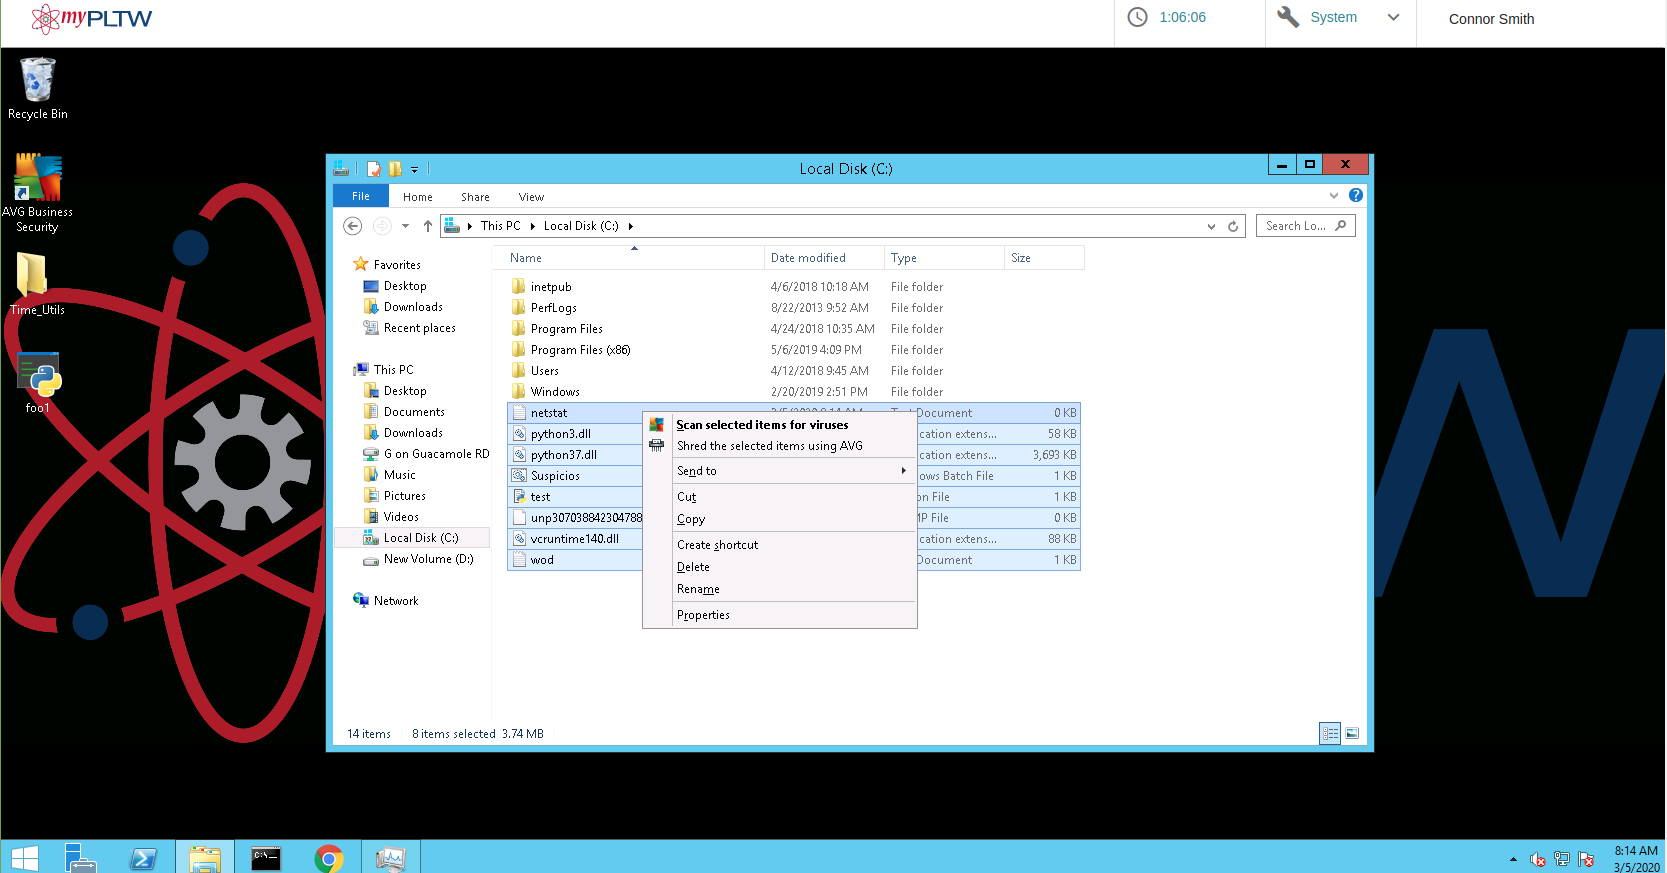 myPLTW
1:06:06
System
Connor Smith
Recycle Bin
AVG Business
Security
Time_Utils
foo1
Local Disk (C:)
File
Home
Share
View
This PC
Local Disk (C:)
Search Lo...
Name
Date modified
Type
Size
Favorites
Desktop
Downloads
Recent places
This PC
Desktop
Documents
Downloads
G on Guacamole RD
Music
Pictures
Videos
Local Disk (C:)
New Volume (D:)
Network
inetpub 4/6/2018 10:18 AM File folder
PerfLogs 8/22/2013 9:52 AM File folder
Program Files 4/24/2018 10:35 AM File folder
Program Files (x86) 5/6/2019 4:09 PM File folder
Users 4/12/2018 9:45 AM File folder
Windows 2/20/2019 2:51 PM File folder
netstat Document 0 KB
python3.dll cation extens... 58 KB
python37.dll cation extens... 3,693 KB
Suspicios ows Batch File 1 KB
test on File 1 KB
unp307038842304788 P File 0 KB
vcruntime140.dll cation extens... 88 KB
wod Document 1 KB
Scan selected items for viruses
Shred the selected items using AVG
Send to
Cut
Copy
Create shortcut
Delete
Rename
Properties
14 items 8 items selected 3.74 MB
C:\
W
8:14 AM
3/5/2020